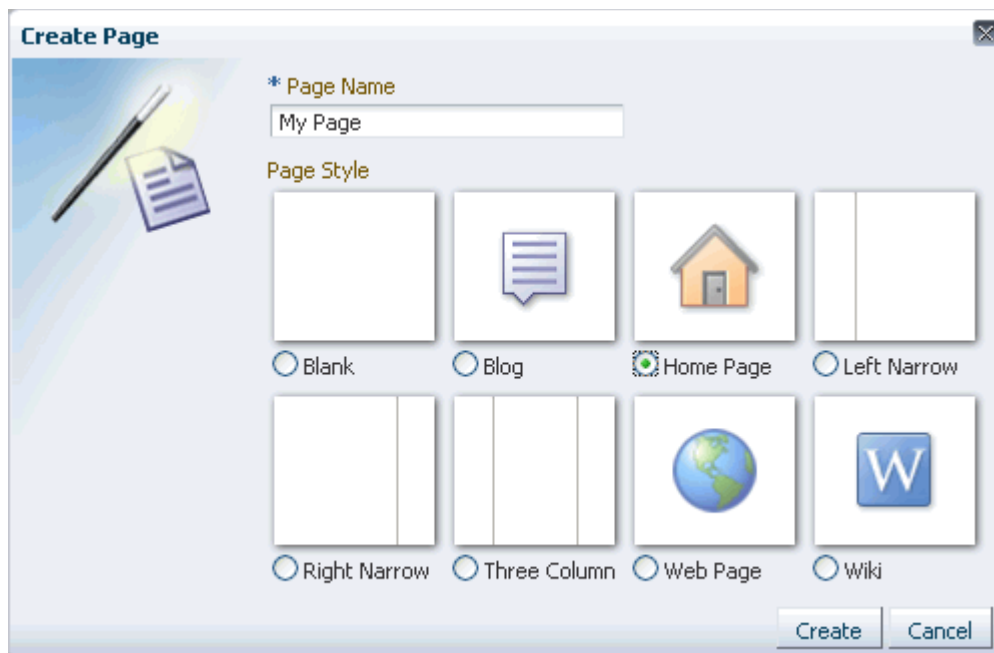 Create Page
* Page Name
My Page
Page Style
Blank Blog Home Page Left Narrow
W
Right Narrow Three Column Web Page Wiki
Create Cancel